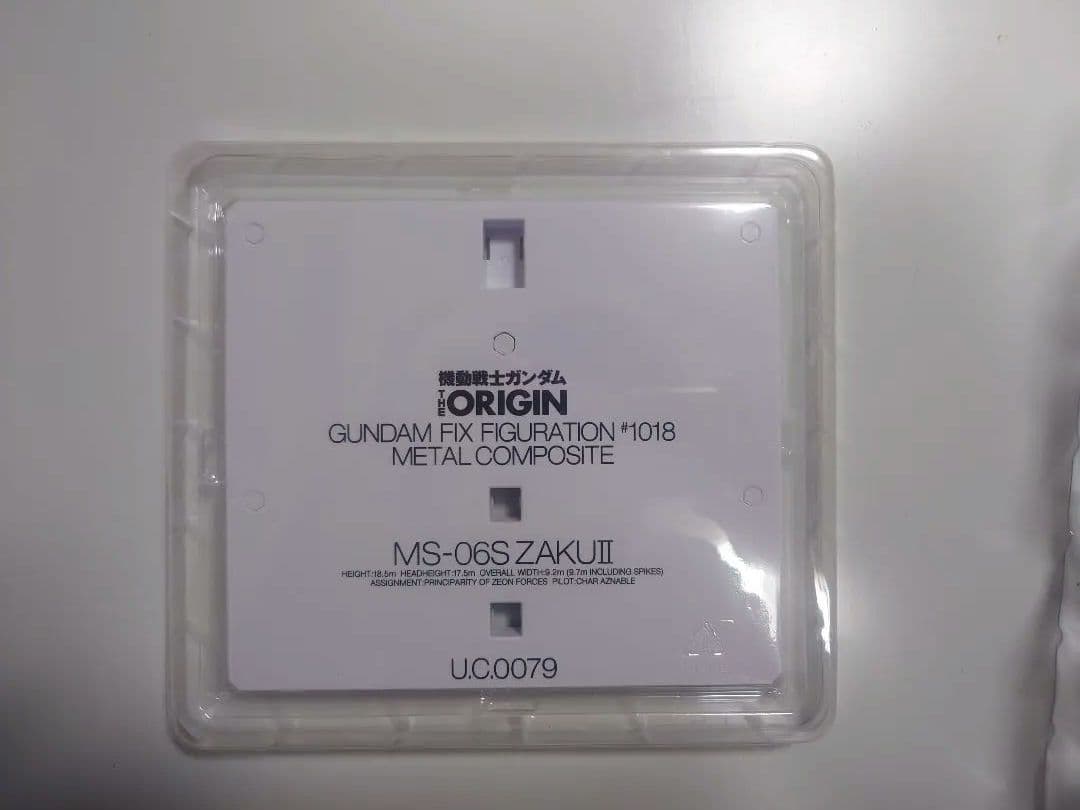 機動戦士ガンダム
THE ORIGIN
GUNDAM FIX FIGURATION #1018
METAL COMPOSITE
MS-06S ZAKUII
HEIGHT:18.5m HEADHEIGHT:17.5m OVERALL WIDTH:9.2m (9.7m INCLUDING SPIKES)
ASSIGNMENT:PRINCIPARITY OF ZEON FORCES PILOT:CHAR AZNABLE
U.C.0079